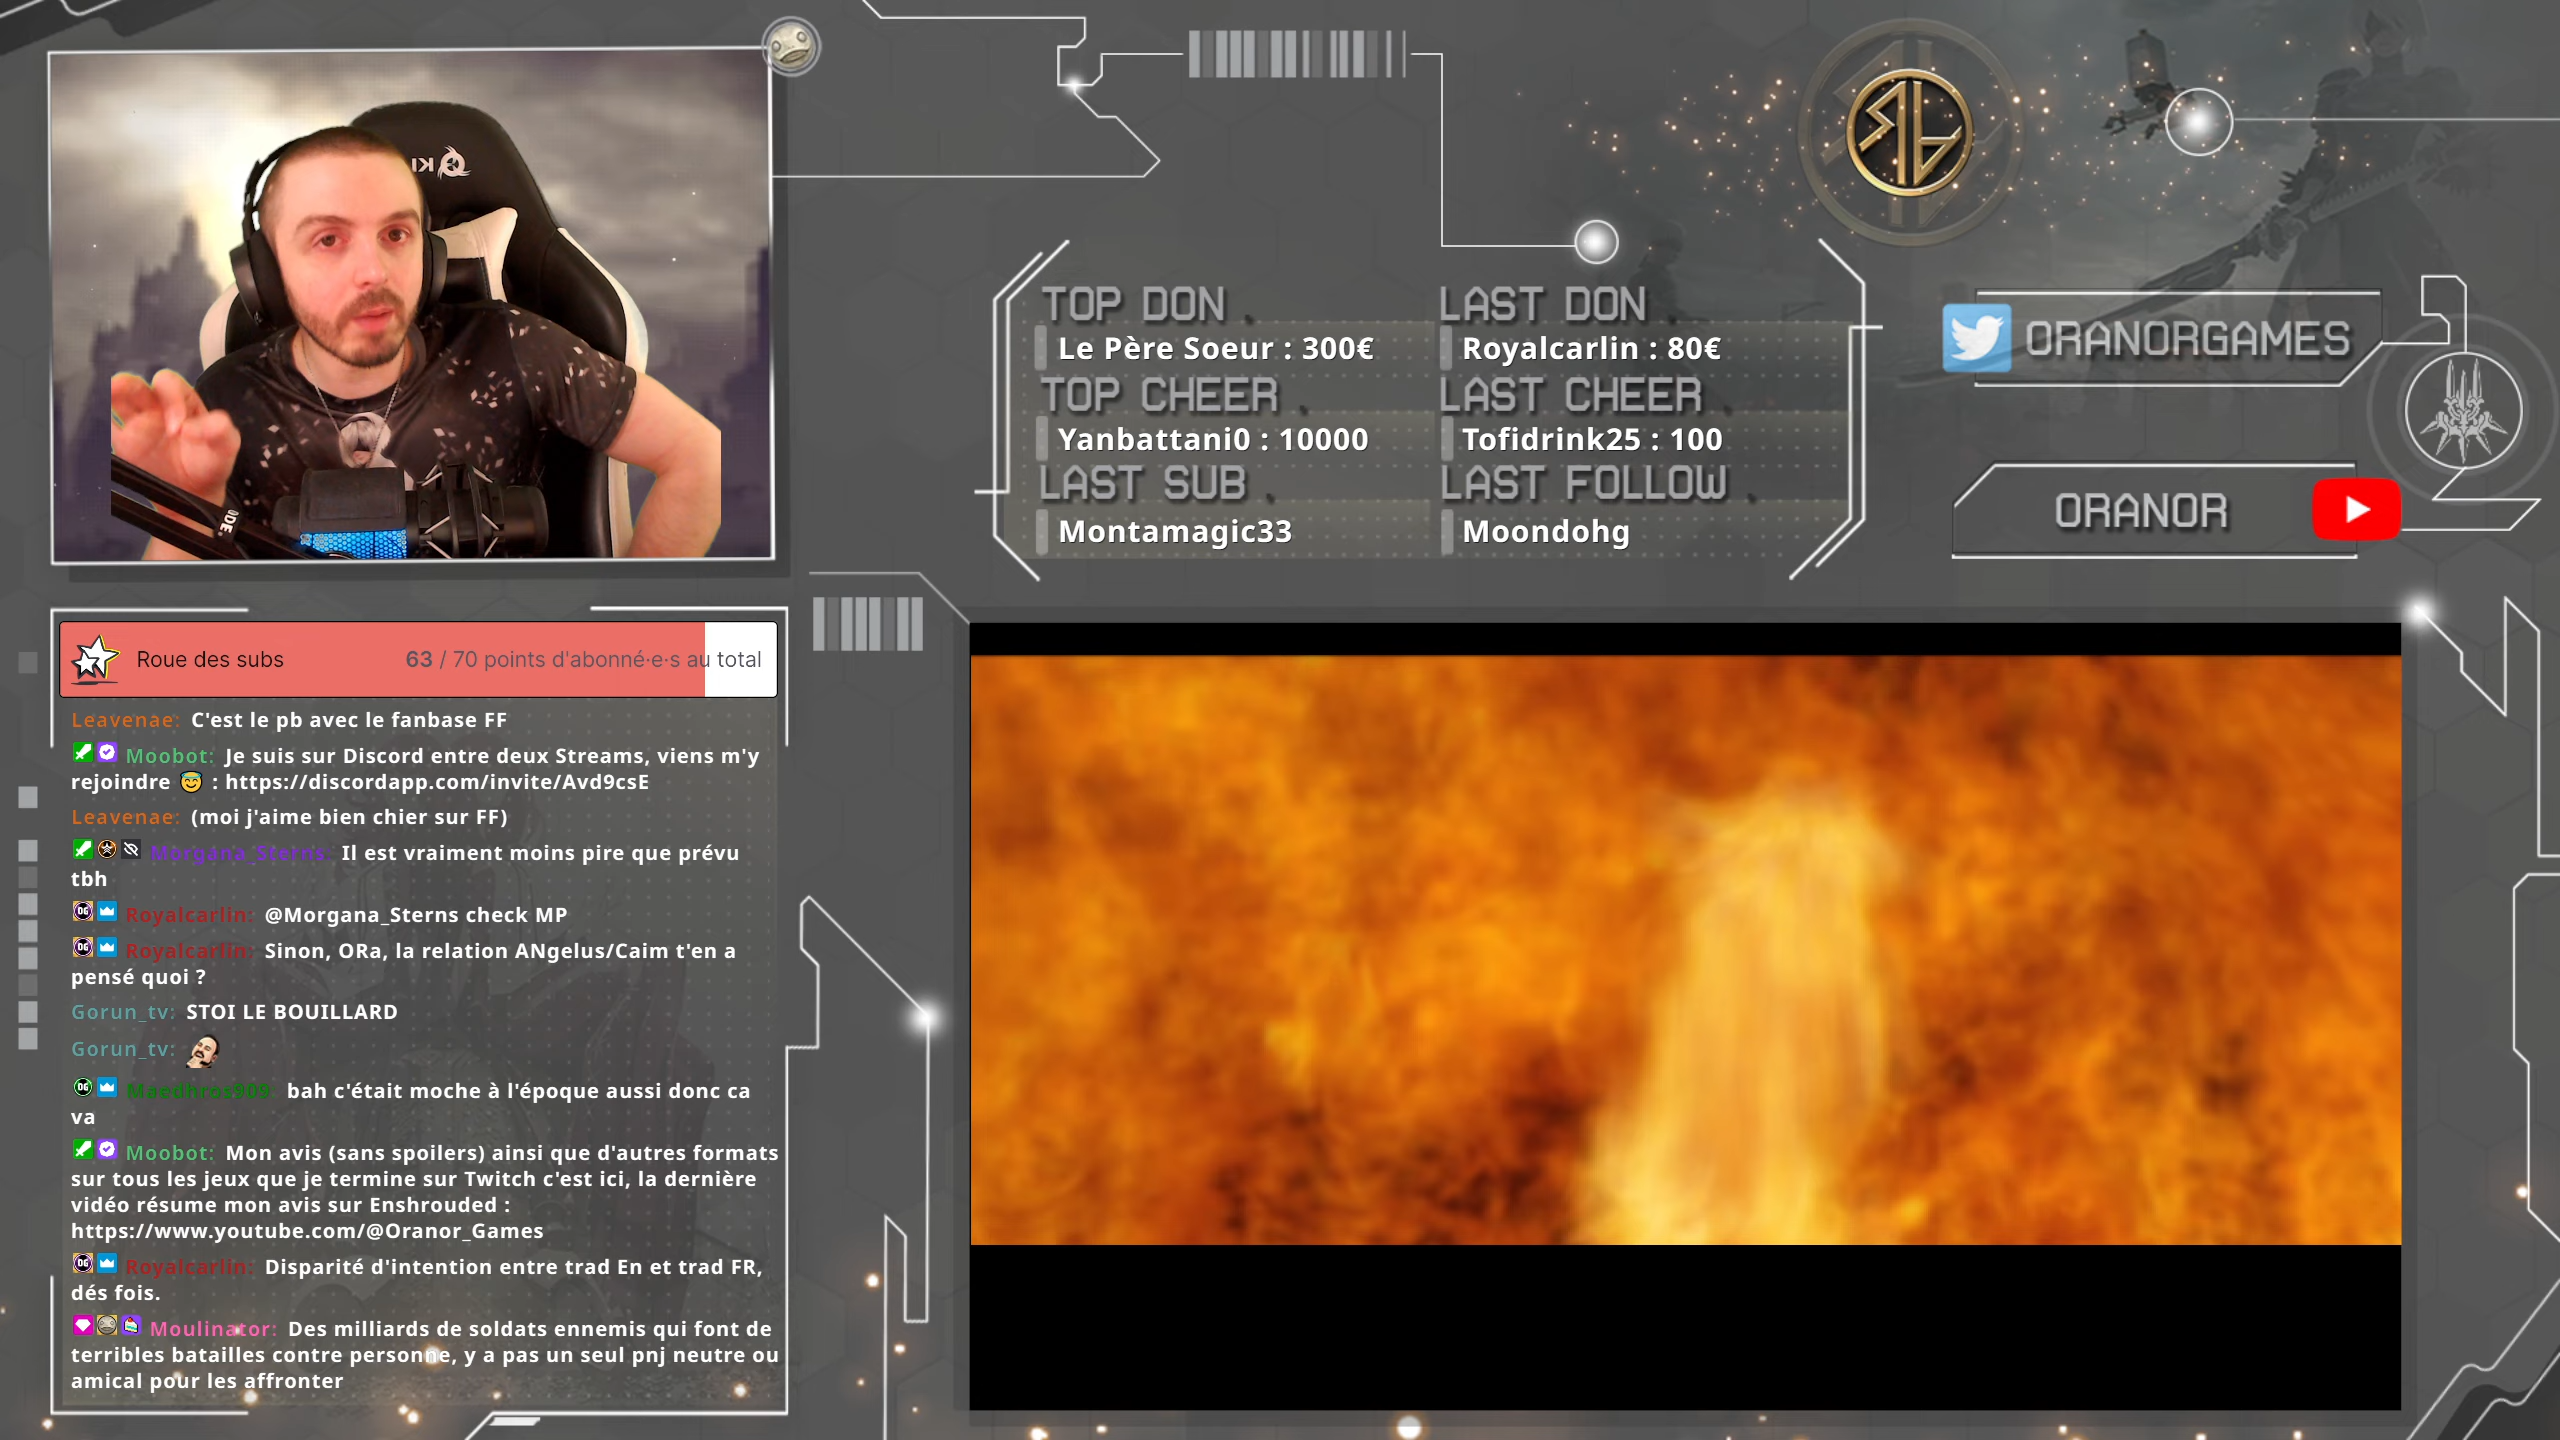 KI
TOP DON
LAST DON
Le Père Soeur : 300€
Royalcarlin : 80€
TOP CHEER
LAST CHEER
Yanbattani0 : 10000
Tofidrink25 : 100
LAST SUB
LAST FOLLOW
Montamagic33
Moondohg
ORANORGAMES
ORANOR
Roue des subs
63 / 70 points d'abonné·e·s au total
Leavenae: C'est le pb avec le fanbase FF
Moobot: Je suis sur Discord entre deux Streams, viens m'y
rejoindre 😇 : https://discordapp.com/invite/Avd9csE
Leavenae: (moi j'aime bien chier sur FF)
Morgana_Sterns: Il est vraiment moins pire que prévu
tbh
Royalcarlin: @Morgana_Sterns check MP
Royalcarlin: Sinon, ORa, la relation ANgelus/Caim t'en a
pensé quoi ?
Gorun_tv: STOI LE BOUILLARD
Gorun_tv:
Maedhros909: bah c'était moche à l'époque aussi donc ca
va
Moobot: Mon avis (sans spoilers) ainsi que d'autres formats
sur tous les jeux que je termine sur Twitch c'est ici, la dernière
vidéo résume mon avis sur Enshrouded :
https://www.youtube.com/@Oranor_Games
Royalcarlin: Disparité d'intention entre trad En et trad FR,
dés fois.
Moulinator: Des milliards de soldats ennemis qui font de
terribles batailles contre personne, y a pas un seul pnj neutre ou
amical pour les affronter